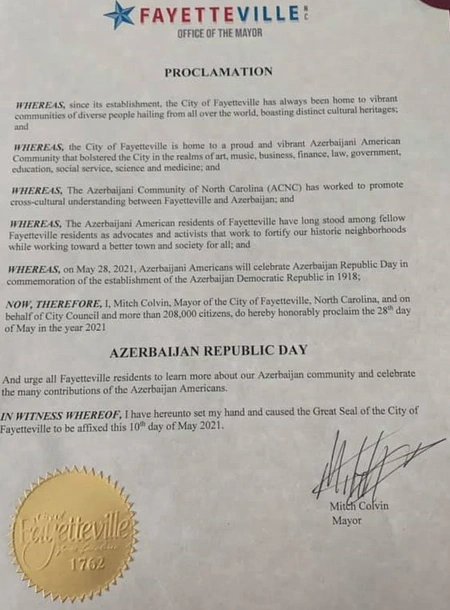 FAYETTEVILLE NC
OFFICE OF THE MAYOR
PROCLAMATION
WHEREAS, since its establishment, the City of Fayetteville has always been home to vibrant
communities of diverse people hailing from all over the world, boasting distinct cultural heritages;
and
WHEREAS, the City of Fayetteville is home to a proud and vibrant Azerbaijani American
Community that bolstered the City in the realms of art, music, business, finance, law, government,
education, social service, science and medicine; and
WHEREAS, The Azerbaijani Community of North Carolina (ACNC) has worked to promote
cross-cultural understanding between Fayetteville and Azerbaijan; and
WHEREAS, The Azerbaijani American residents of Fayetteville have long stood among fellow
Fayetteville residents as advocates and activists that work to fortify our historic neighborhoods
while working toward a better town and society for all; and
WHEREAS, on May 28, 2021, Azerbaijani Americans will celebrate Azerbaijan Republic Day in
commemoration of the establishment of the Azerbaijan Democratic Republic in 1918;
NOW, THEREFORE, I, Mitch Colvin, Mayor of the City of Fayetteville, North Carolina, and on
behalf of City Council and more than 208,000 citizens, do hereby honorably proclaim the 28th day
of May in the year 2021
AZERBAIJAN REPUBLIC DAY
And urge all Fayetteville residents to learn more about our Azerbaijan community and celebrate
the many contributions of the Azerbaijan Americans.
IN WITNESS WHEREOF, I have hereunto set my hand and caused the Great Seal of the City of
Fayetteville to be affixed this 10th day of May 2021.
Mitch Colvin
Mayor
City of
Fayetteville
North Carolina
1762